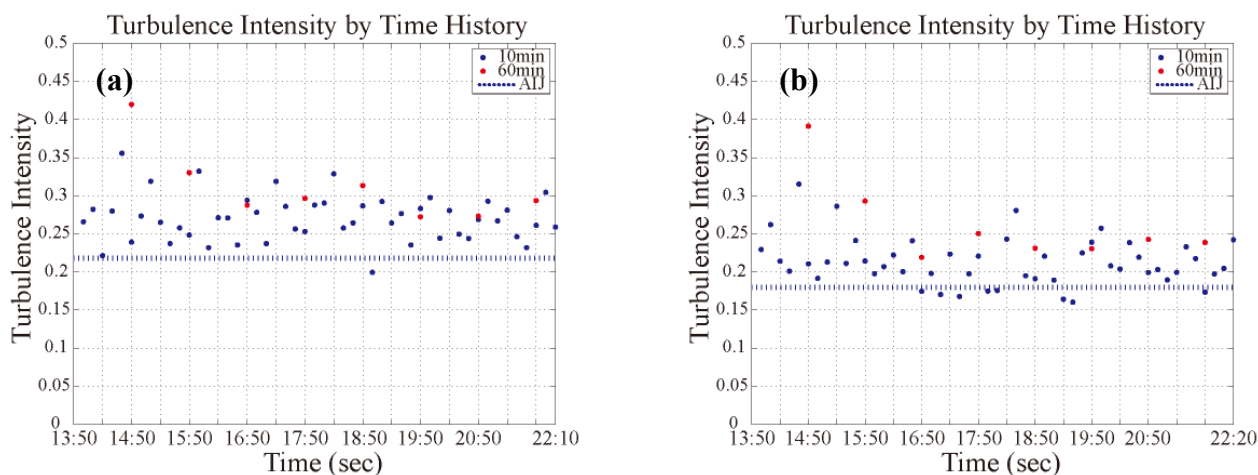 Turbulence Intensity by Time History
0.5
0.45
0.4
0.35
0.3
0.25
0.2
0.15
0.1
0.05
0
Turbulence Intensity
(a)
10min
60min
AIJ
13:50 14:50 15:50 16:50 17:50 18:50 19:50 20:50 22:10
Time (sec)
Turbulence Intensity by Time History
0.5
0.45
0.4
0.35
0.3
0.25
0.2
0.15
0.1
0.05
0
Turbulence Intensity
(b)
10min
60min
AIJ
13:50 14:50 15:50 16:50 17:50 18:50 19:50 20:50 22:20
Time (sec)